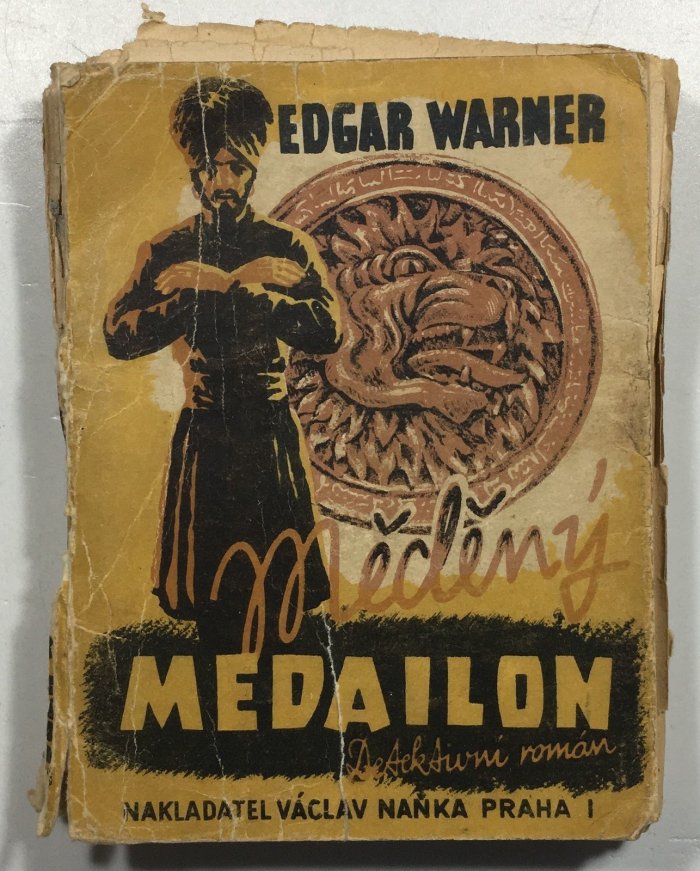 EDGAR WARNER
Měděný
MEDAILON
Detektivní román
NAKLADATEL VÁCLAV NAŇKA PRAHA I